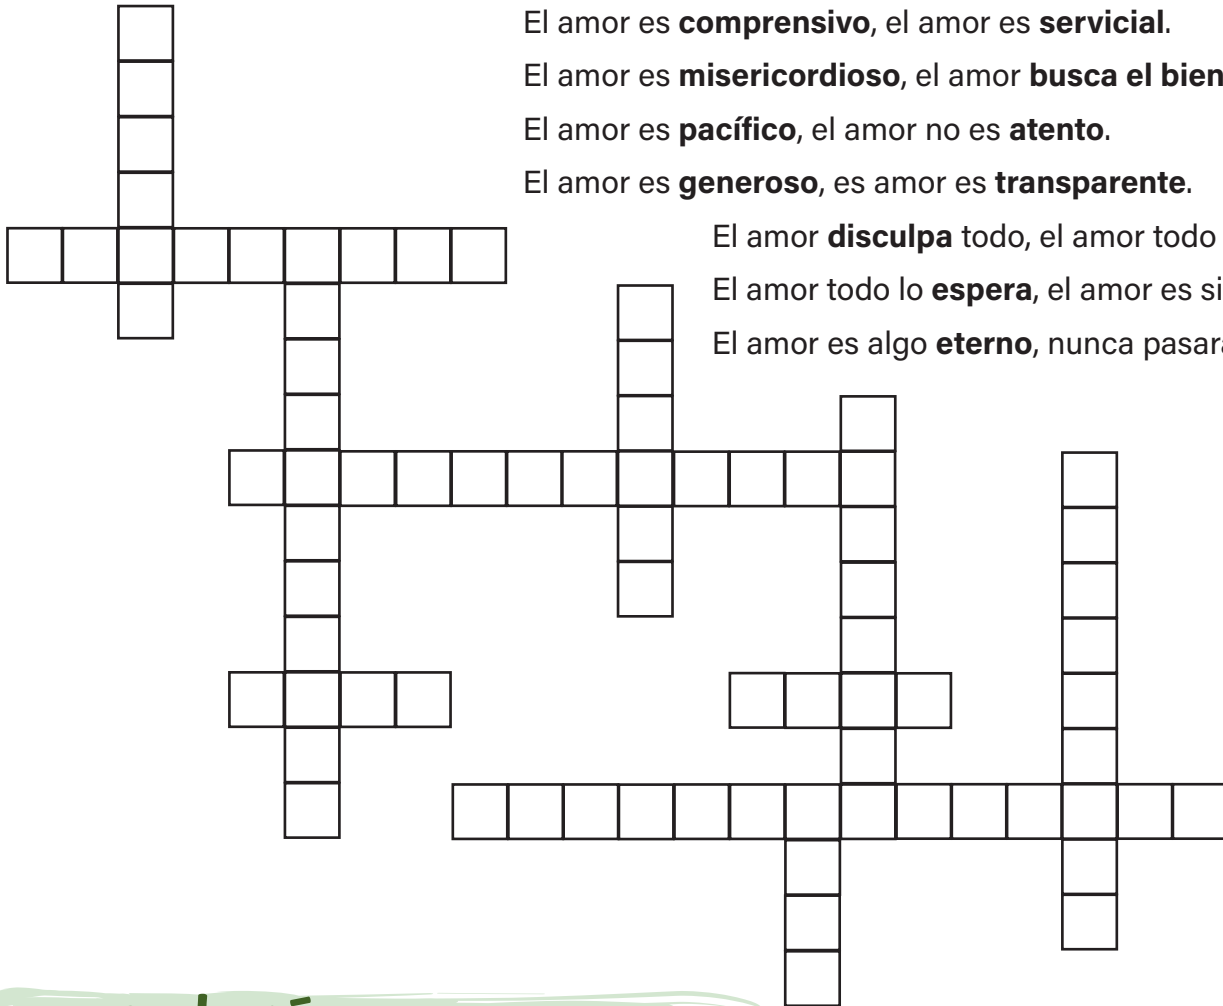 El amor es comprensivo, el amor es servicial.
El amor es misericordioso, el amor busca el bien
El amor es pacífico, el amor no es atento.
El amor es generoso, es amor es transparente.
El amor disculpa todo, el amor todo
El amor todo lo espera, el amor es si
El amor es algo eterno, nunca pasar